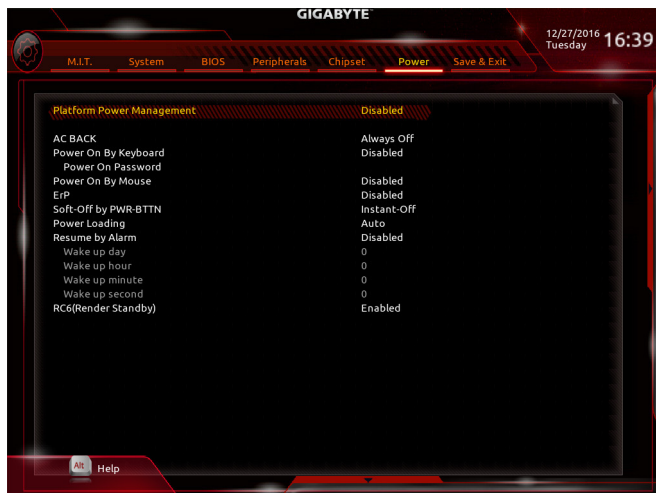 GIGABYTE™
12/27/2016 Tuesday 16:39
M.I.T. System BIOS Peripherals Chipset Power Save & Exit
Platform Power Management Disabled
AC BACK Always Off
Power On By Keyboard Disabled
Power On Password
Power On By Mouse Disabled
ErP Disabled
Soft-Off by PWR-BTTN Instant-Off
Power Loading Auto
Resume by Alarm Disabled
Wake up day 0
Wake up hour 0
Wake up minute 0
Wake up second 0
RC6(Render Standby) Enabled
Alt Help